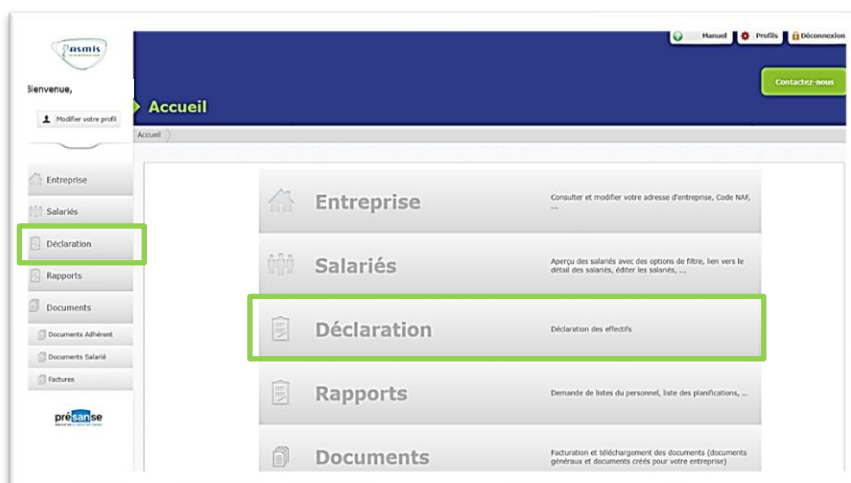 asmis
Bienvenue,
Modifier votre profil
Manuel
Profils
Déconnexion
Contactez-nous
Accueil
Accueil
Entreprise
Salariés
Déclaration
Rapports
Documents
Documents Adhérent
Documents Salarié
Factures
présanse
Entreprise
Consulter et modifier votre adresse d'entreprise, Code NAF,
...
Salariés
Aperçu des salariés avec des options de filtre, lien vers le
détail des salariés, éditer les salariés, ...
Déclaration
Déclaration des effectifs
Rapports
Demande de listes du personnel, liste des planifications, ...
Documents
Facturation et téléchargement des documents (documents
généraux et documents créés pour votre entreprise)